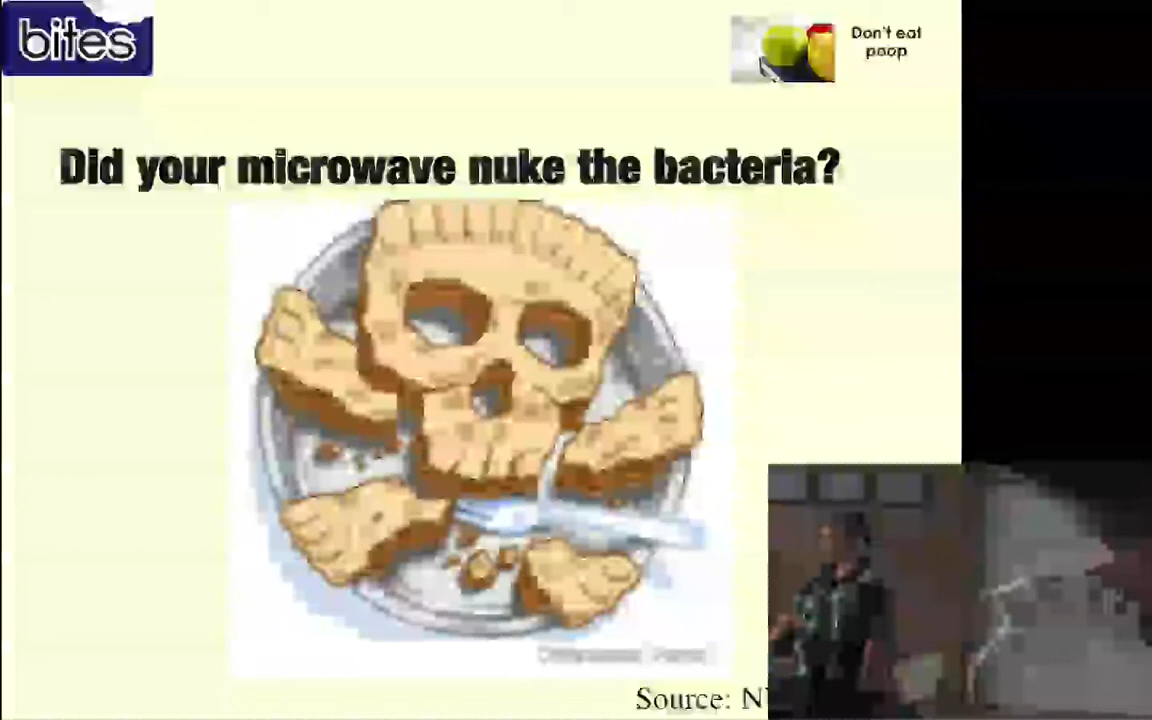 bites
Don't eat
poop
Did your microwave nuke the bacteria?
Source: